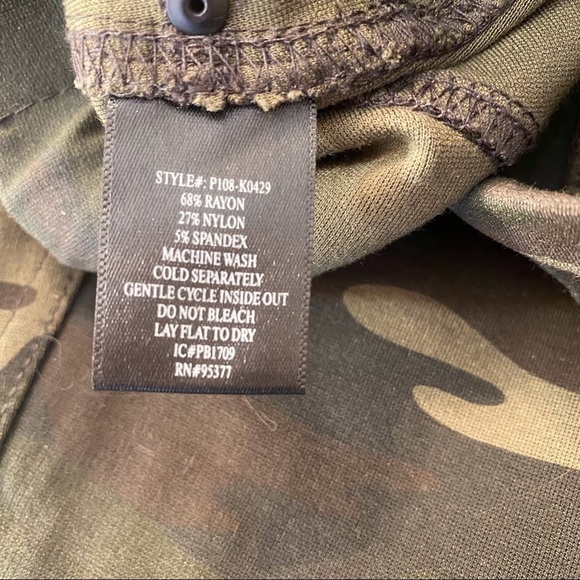 STYLE#: P108-K0429
68% RAYON
27% NYLON
5% SPANDEX
MACHINE WASH
COLD SEPARATELY
GENTLE CYCLE INSIDE OUT
DO NOT BLEACH
LAY FLAT TO DRY
IC#PB1709
RN#95377